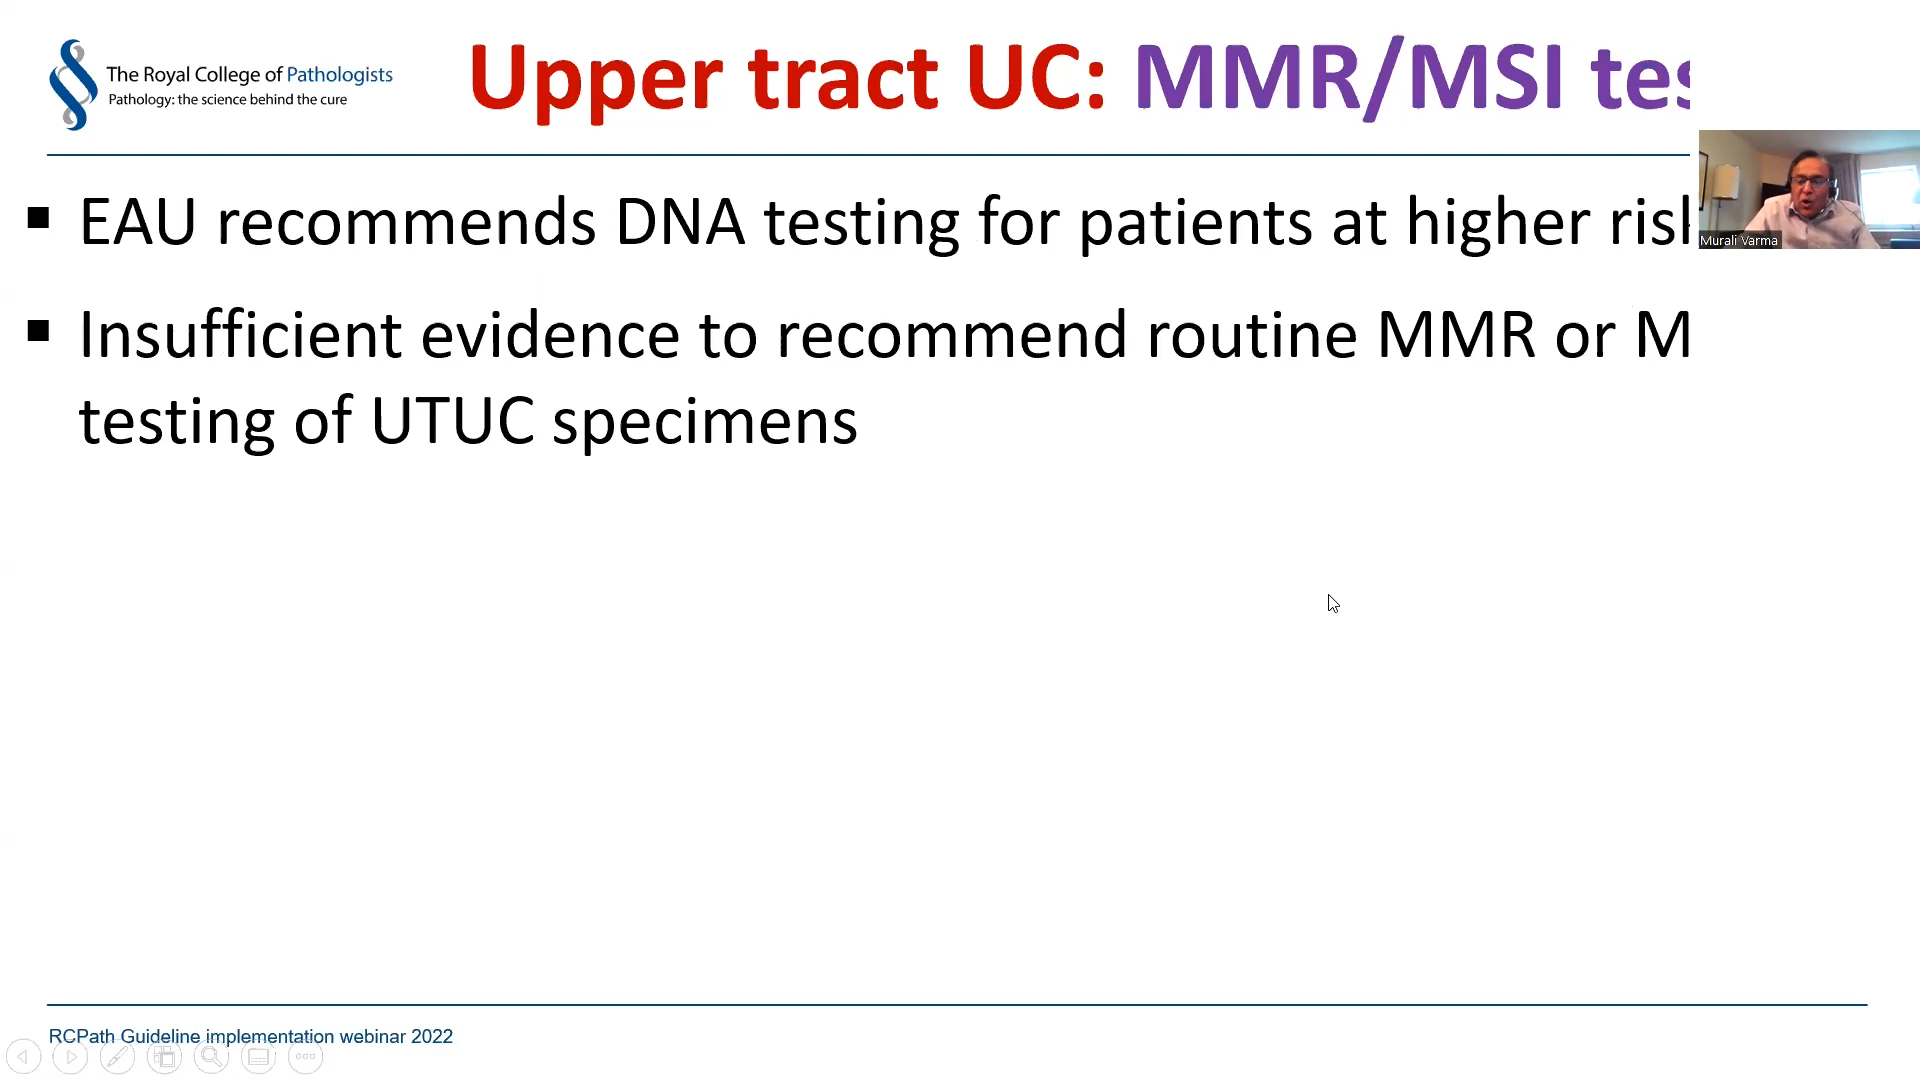 The Royal College of Pathologists
Pathology: the science behind the cure
Upper tract UC: MMR/MSI tes
Murali Varma
▪ EAU recommends DNA testing for patients at higher risk
▪ Insufficient evidence to recommend routine MMR or M
testing of UTUC specimens
RCPath Guideline implementation webinar 2022